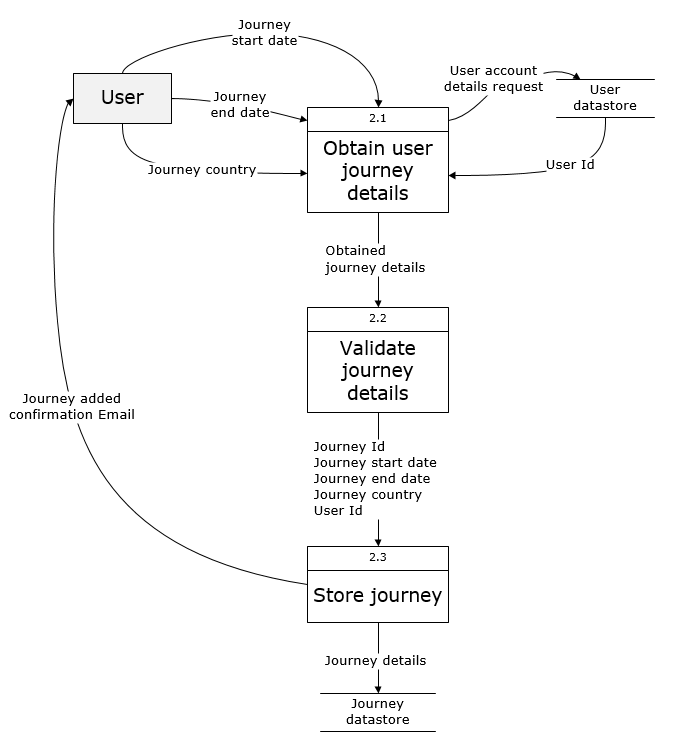 Journey
start date
User
Journey
end date
Journey country
User account
details request
User
datastore
User Id
2.1
Obtain user
journey
details
Obtained
journey details
2.2
Validate
journey
details
Journey added
confirmation Email
Journey Id
Journey start date
Journey end date
Journey country
User Id
2.3
Store journey
Journey details
Journey
datastore